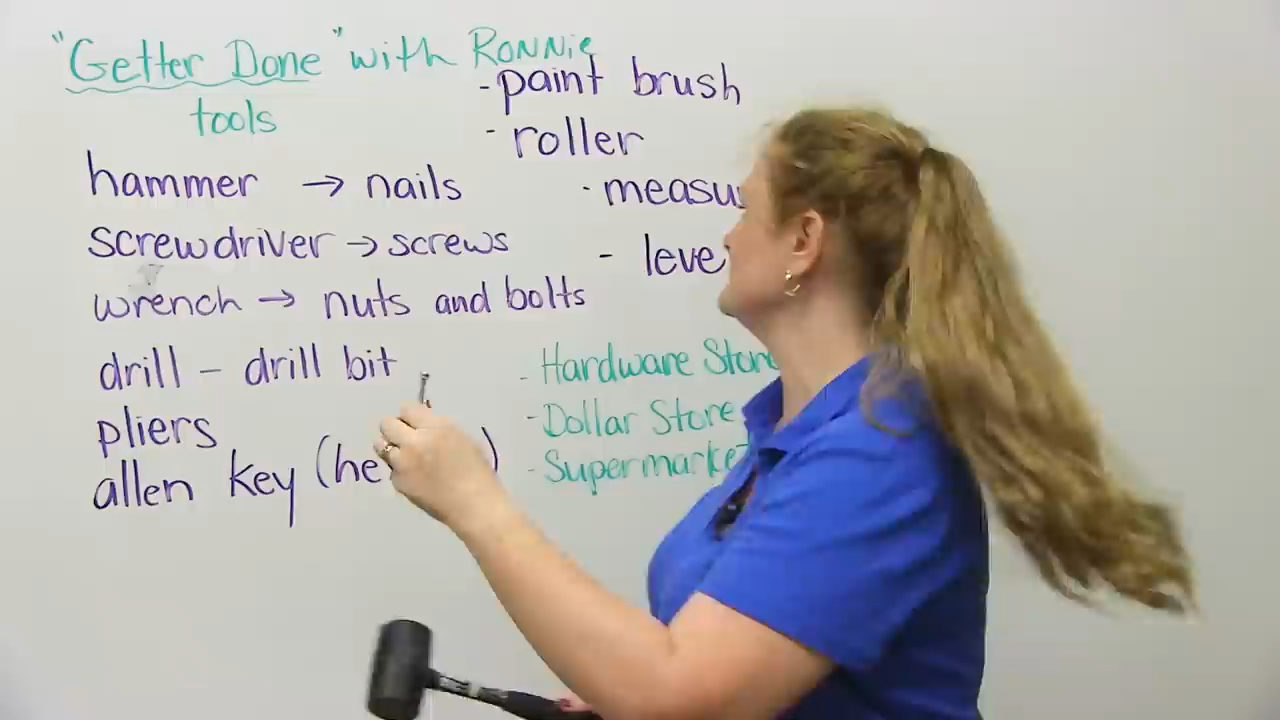 "Getter Done" with Ronnie
tools
hammer → nails
screwdriver → screws
wrench → nuts and bolts
drill - drill bit
pliers
allen key (he )
- paint brush
- roller
- measu
- leve
- Hardware Store
- Dollar Store
- Supermarket